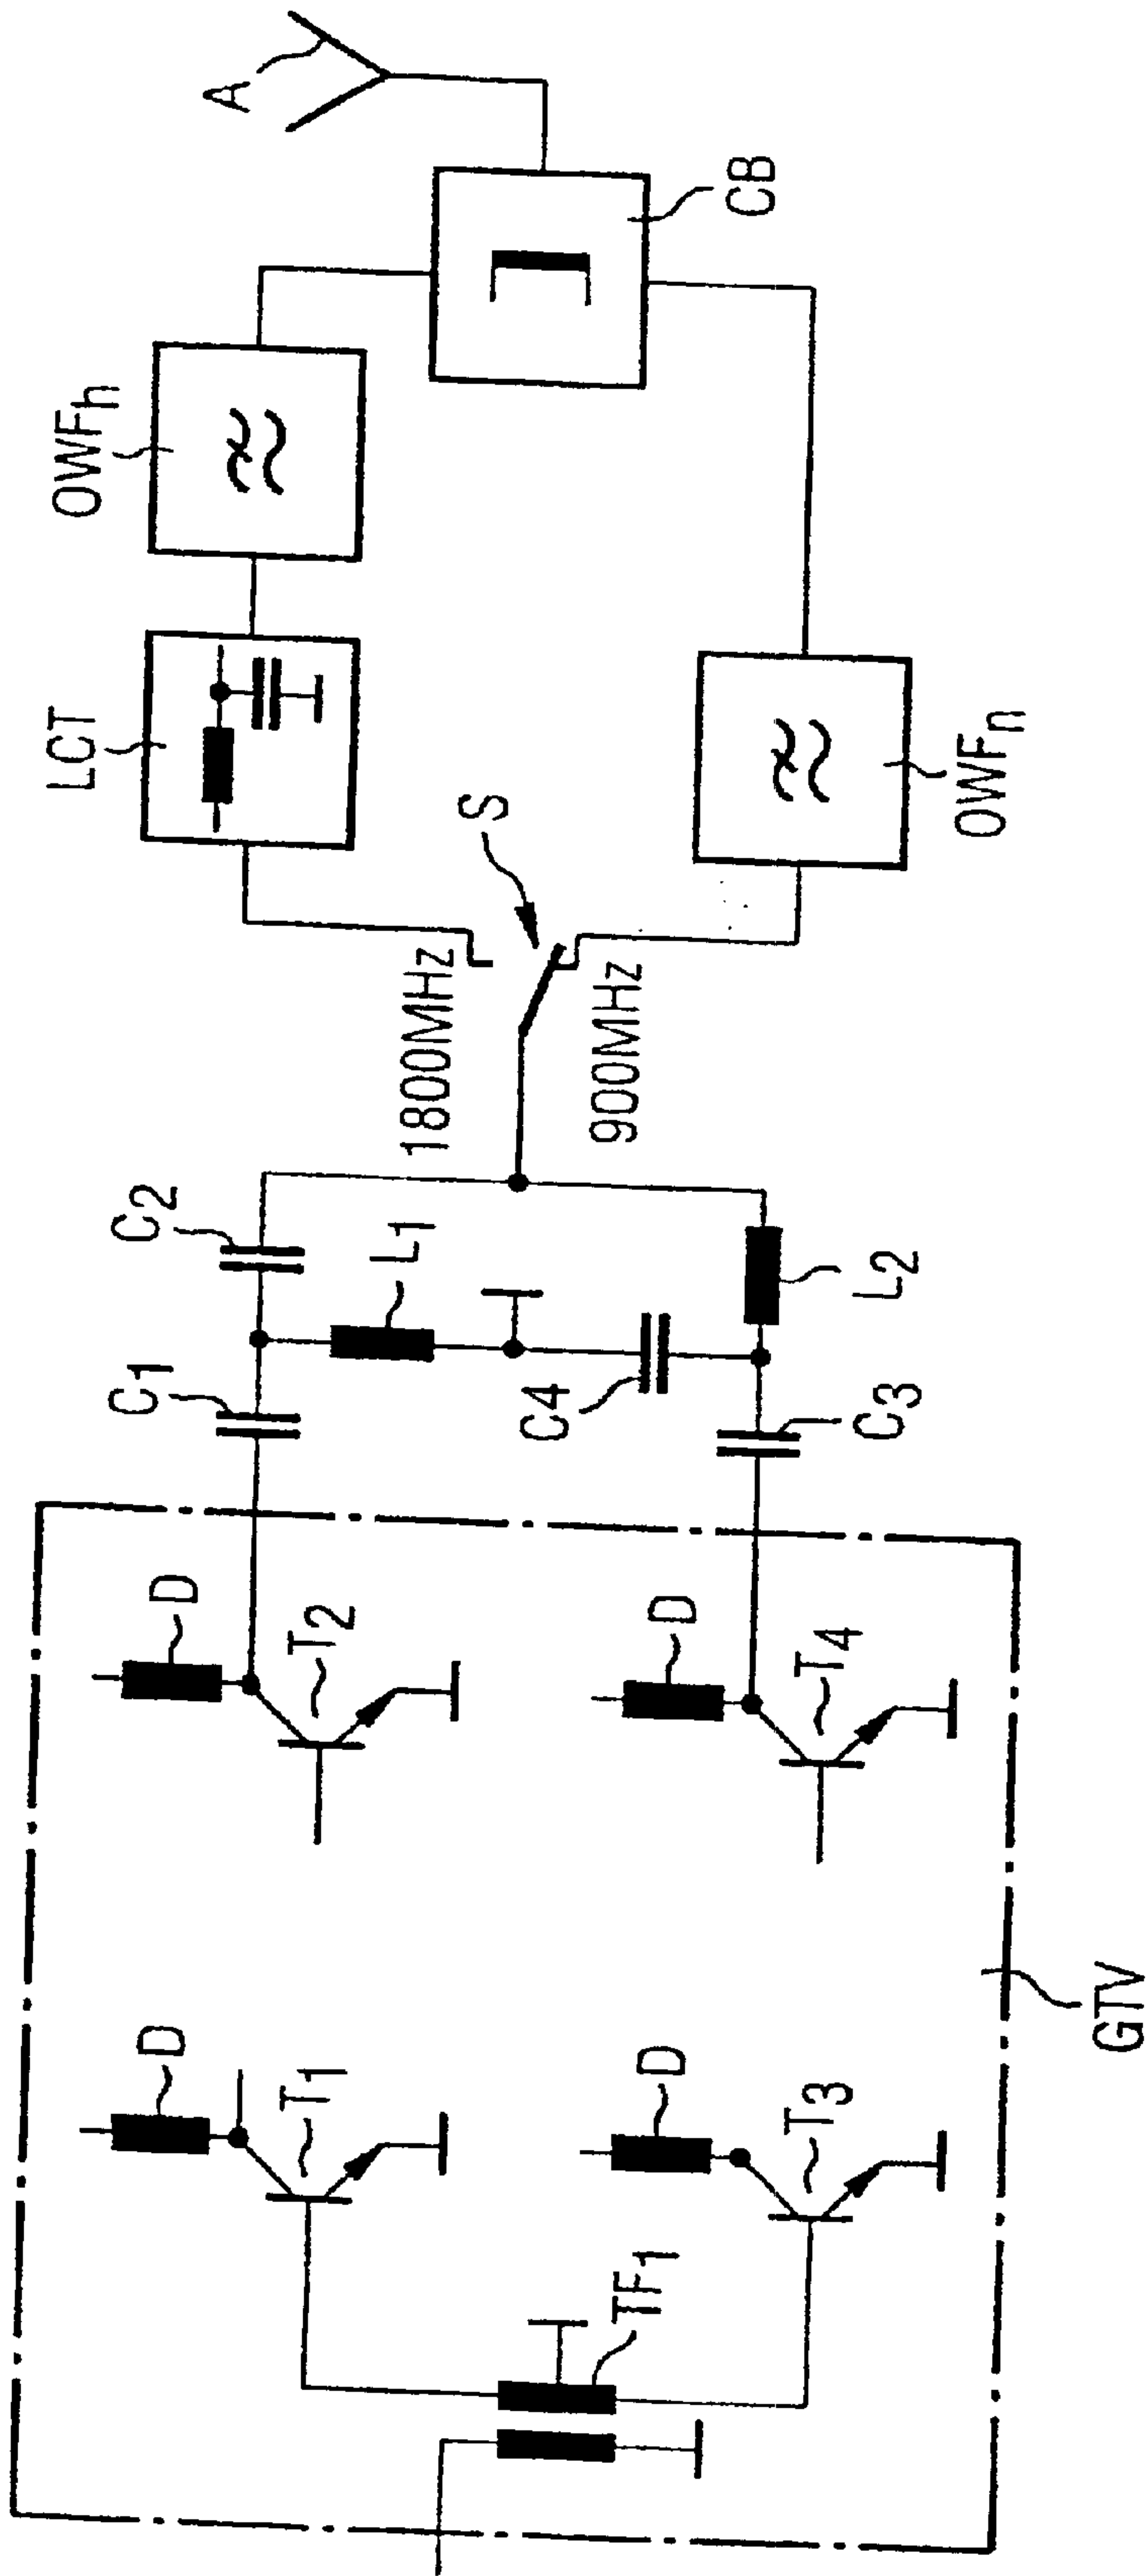 A
CB
OWFh
LCT
S
OWFn
1800MHz
900MHz
C2
L1
L2
C1
C4
C3
D
T2
D
T4
D
T1
D
T3
TF1
GTV